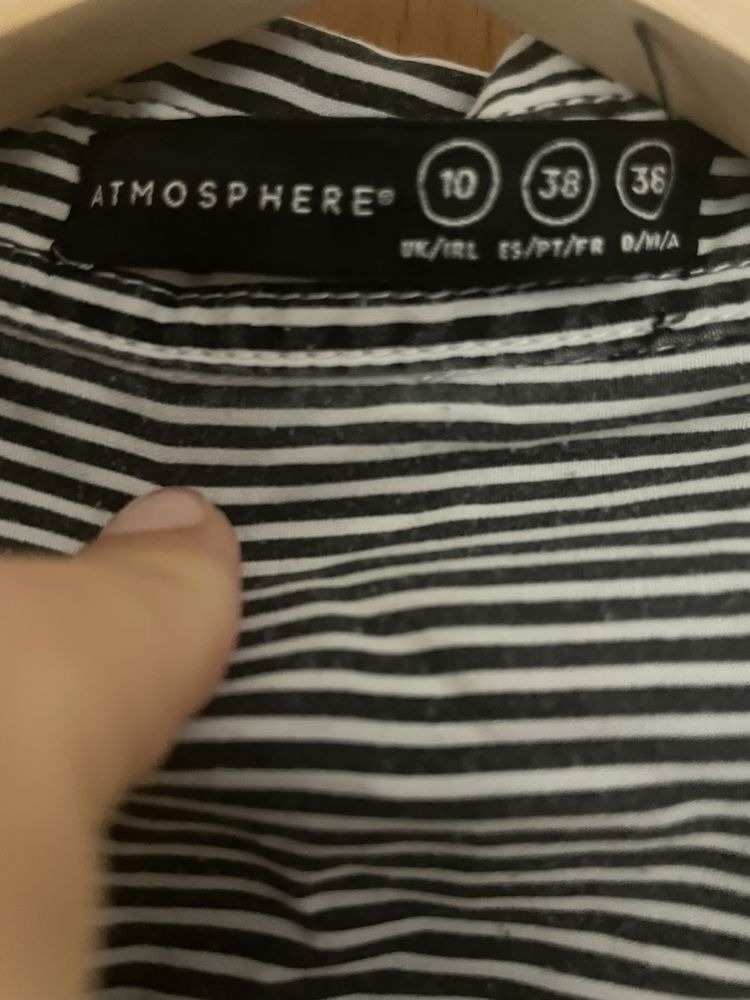 ATMOSPHERE® 10 38 36
UK/IRL ES/PT/FR D/NL/A